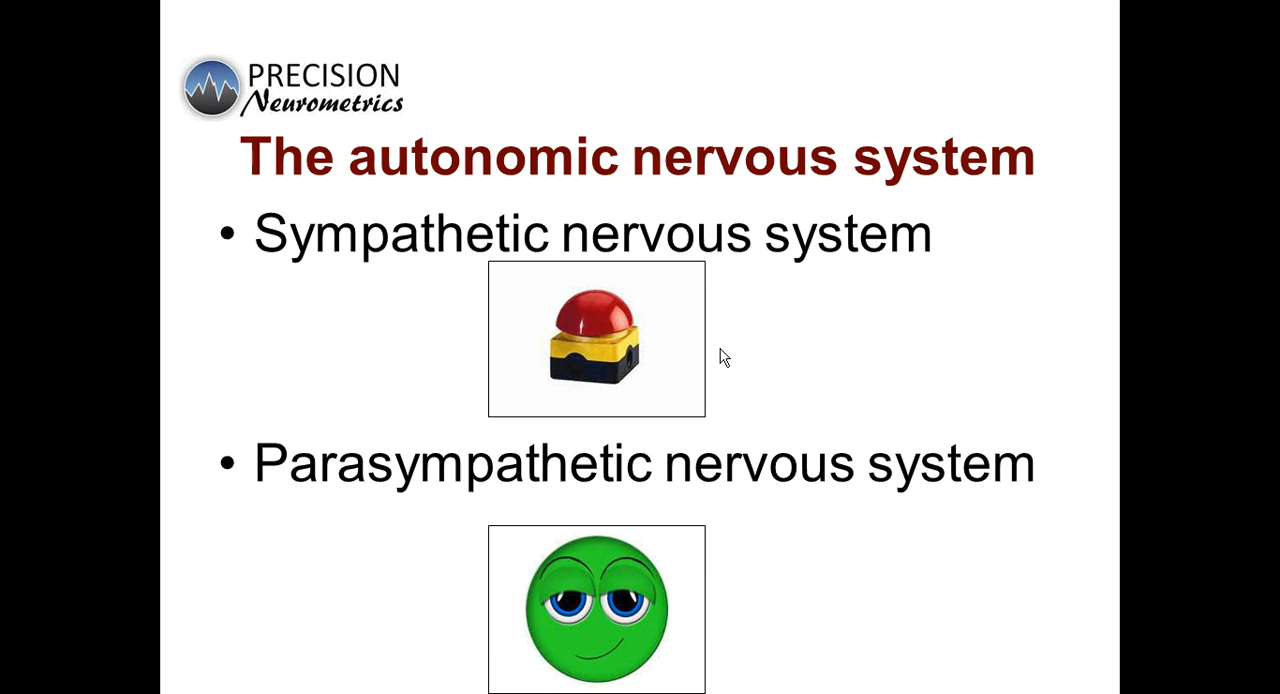 PRECISION
Neurometrics
The autonomic nervous system
• Sympathetic nervous system
• Parasympathetic nervous system